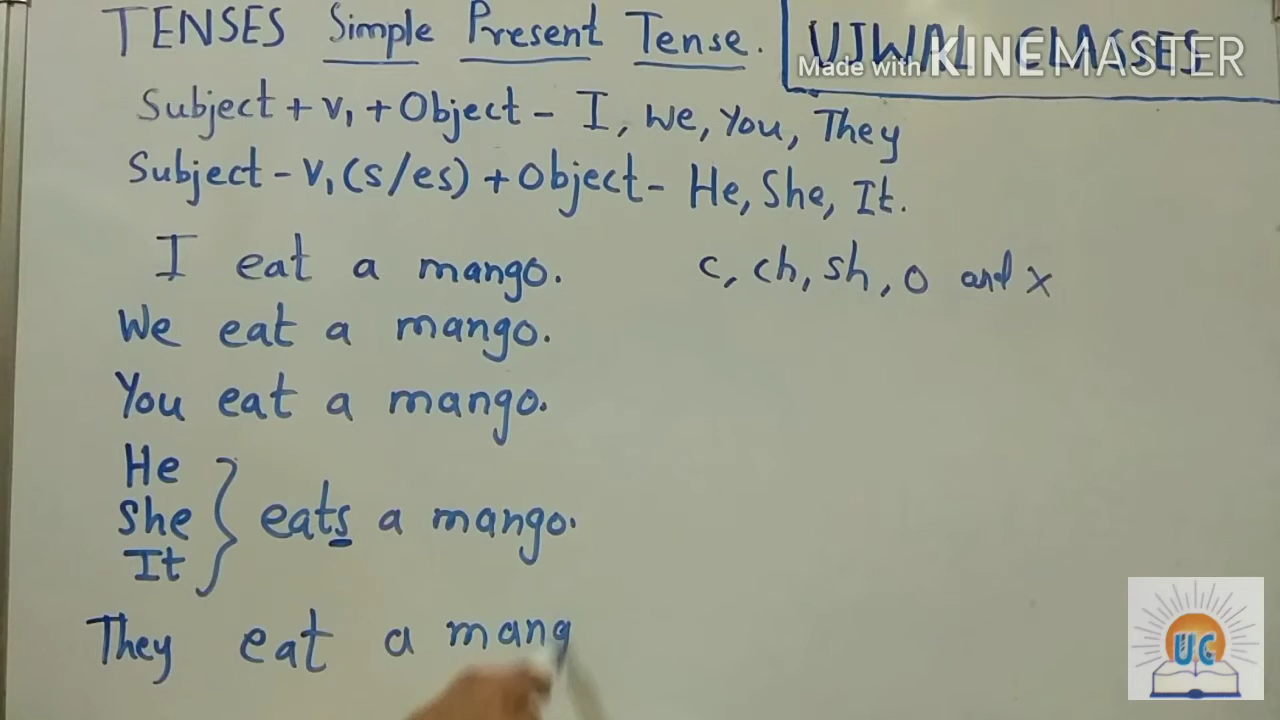 TENSES Simple Present Tense. UJWAL CLASSES
Made with KINEMASTER
Subject + V₁ + Object - I, We, You, They
Subject - V₁ (s/es) + Object - He, She, It.
I eat a mango. c, ch, sh, o and x
We eat a mango.
You eat a mango.
He
She } eats a mango.
It
They eat a mang
UC